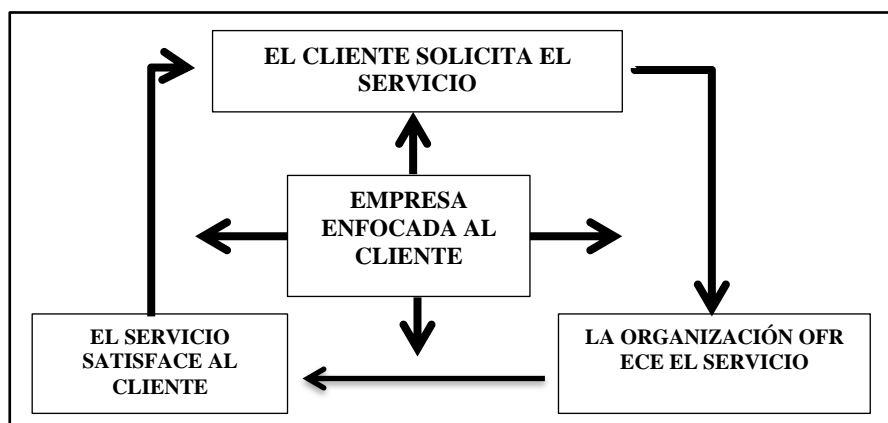 EL CLIENTE SOLICITA EL
SERVICIO
EMPRESA
ENFOCADA AL
CLIENTE
EL SERVICIO
SATISFACE AL
CLIENTE
LA ORGANIZACIÓN OFR
ECE EL SERVICIO